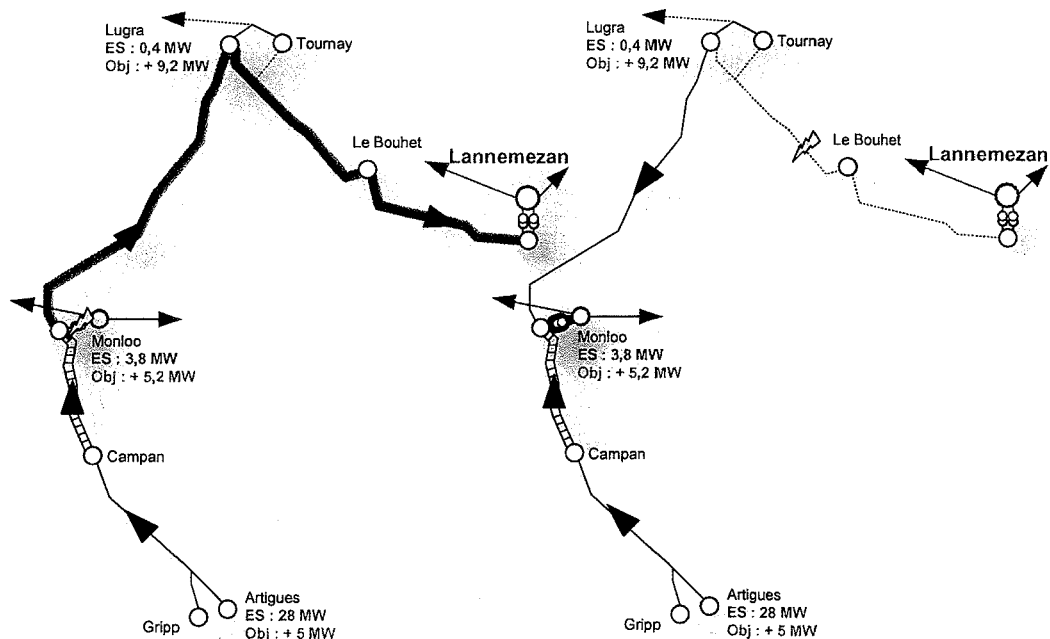 Lugra
ES : 0,4 MW
Obj : + 9,2 MW
Tournay
Le Bouhet
Lannemezan
Monloo
ES : 3,8 MW
Obj : + 5,2 MW
Campan
Artigues
ES : 28 MW
Obj : + 5 MW
Gripp
Lugra
ES : 0,4 MW
Obj : + 9,2 MW
Tournay
Le Bouhet
Lannemezan
Monloo
ES : 3,8 MW
Obj : + 5,2 MW
Campan
Artigues
ES : 28 MW
Obj : + 5 MW
Gripp